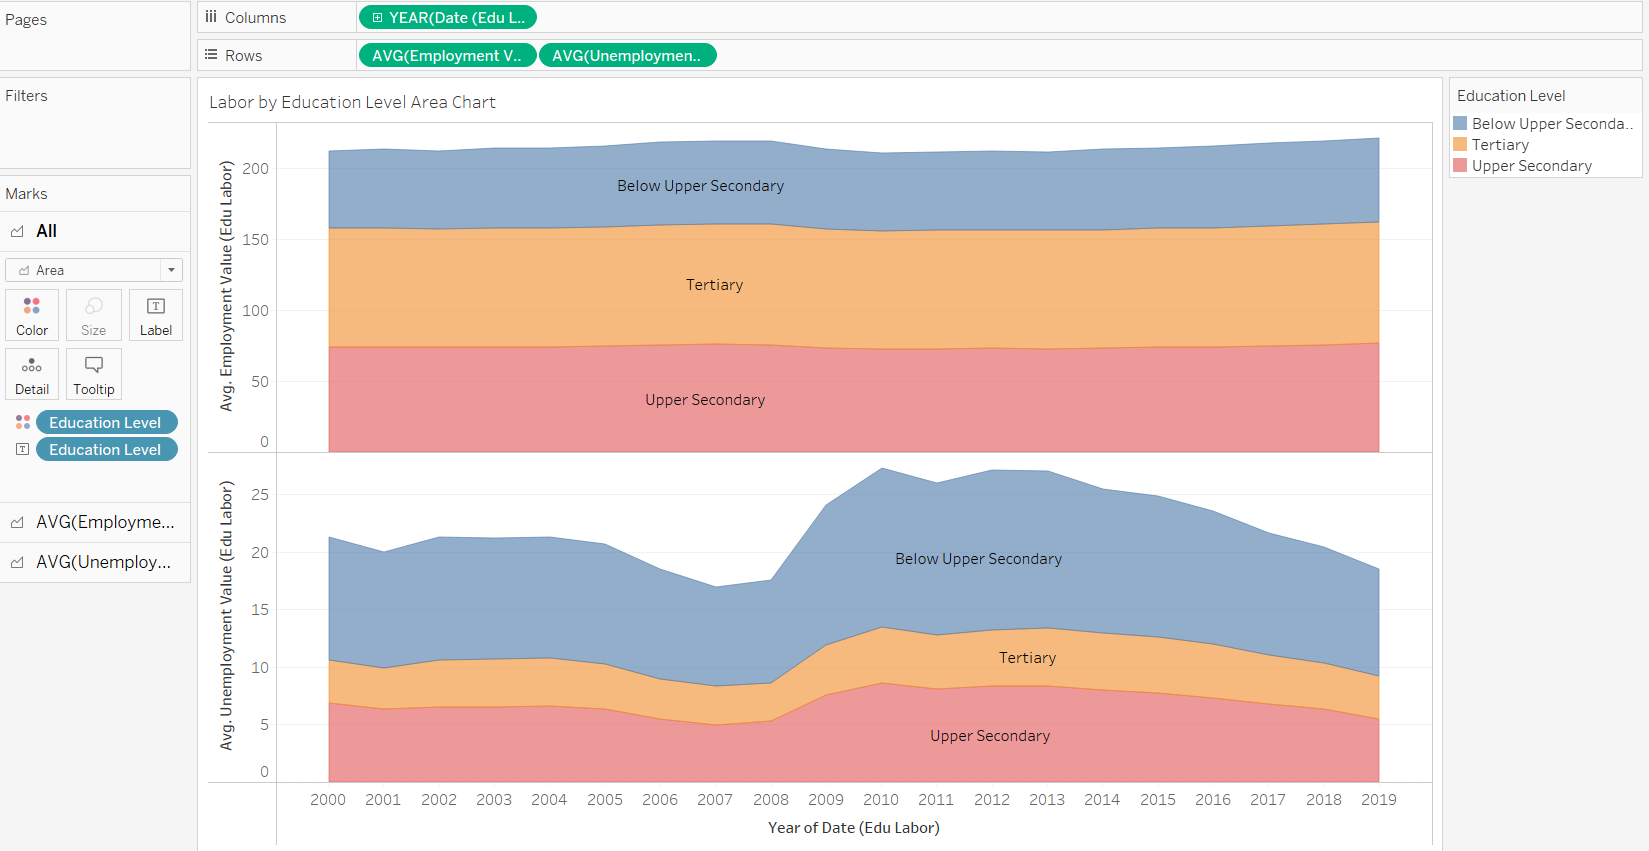 Pages
Columns
YEAR(Date (Edu L..
Rows
AVG(Employment V..
AVG(Unemploymen..
Filters
Marks
All
Area
Color
Size
Label
Detail
Tooltip
Education Level
Education Level
AVG(Employme...
AVG(Unemploy...
Labor by Education Level Area Chart
Avg. Employment Value (Edu Labor)
200
150
100
50
0
Below Upper Secondary
Tertiary
Upper Secondary
Avg. Unemployment Value (Edu Labor)
25
20
15
10
5
0
Below Upper Secondary
Tertiary
Upper Secondary
2000 2001 2002 2003 2004 2005 2006 2007 2008 2009 2010 2011 2012 2013 2014 2015 2016 2017 2018 2019
Year of Date (Edu Labor)
Education Level
Below Upper Seconda..
Tertiary
Upper Secondary